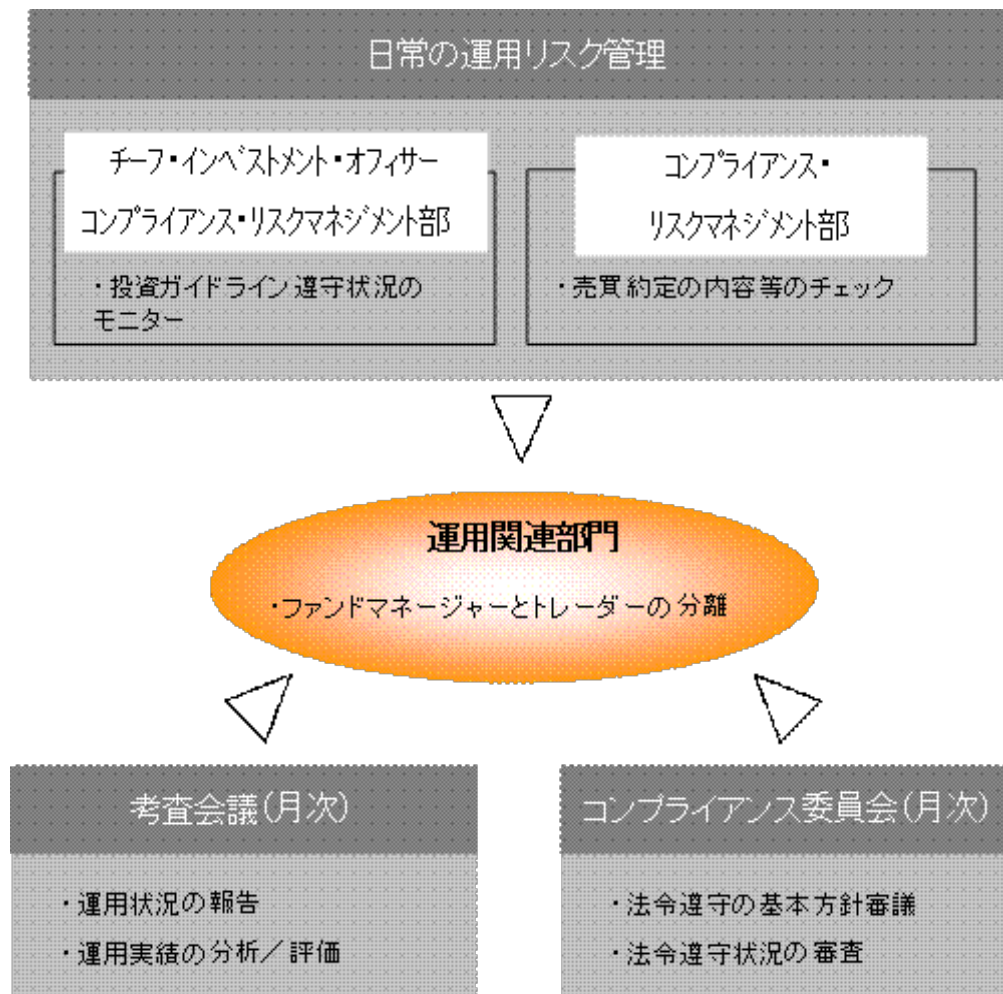 日常の運用リスク管理
チーフ・インベストメント・オフィサー
コンプライアンス・リスクマネジメント部
・投資ガイドライン遵守状況の
モニター
コンプライアンス・
リスクマネジメント部
・売買約定の内容等のチェック
運用関連部門
・ファンドマネージャーとトレーダーの分離
考査会議(月次)
・運用状況の報告
・運用実績の分析／評価
コンプライアンス委員会(月次)
・法令遵守の基本方針審議
・法令遵守状況の審査